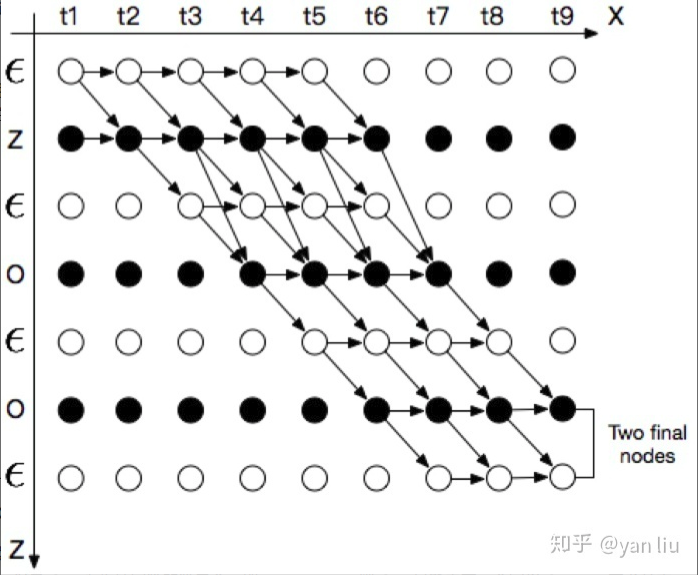 t1 t2 t3 t4 t5 t6 t7 t8 t9 X
ϵ
Z
ϵ
O
ϵ
O
Two final
nodes
ϵ
Z
知乎 @yan liu